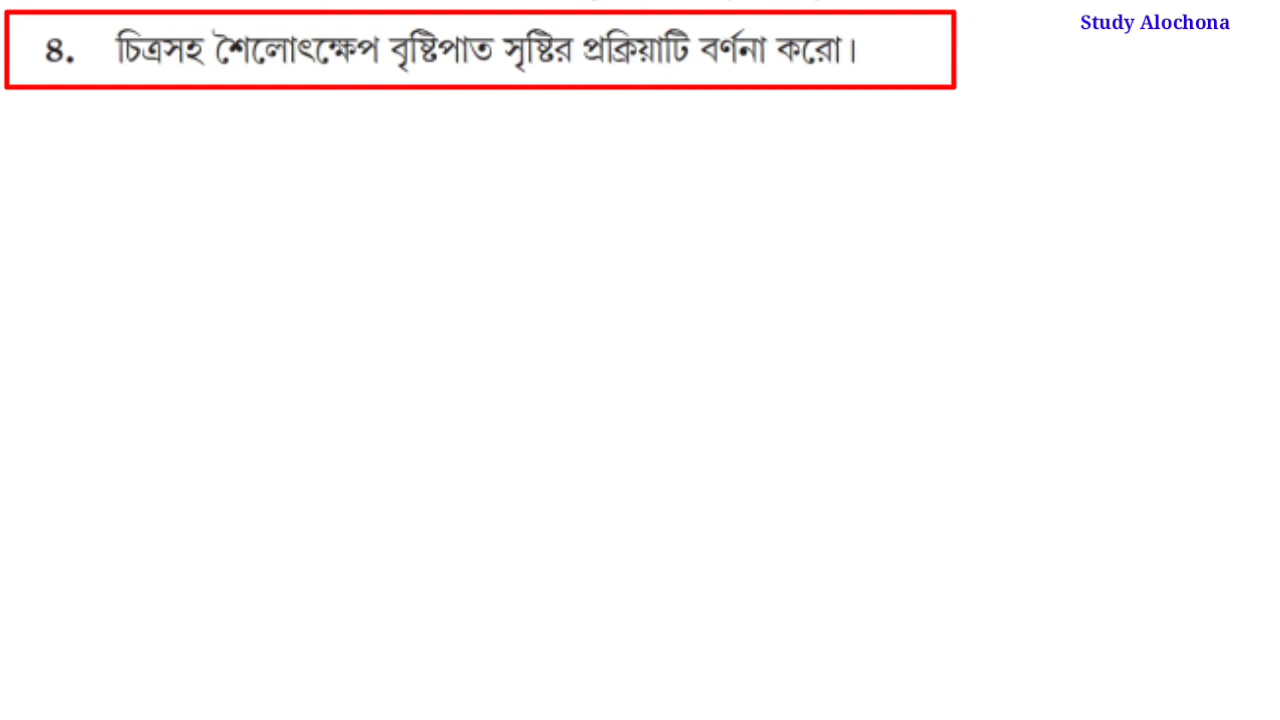 Study Alochona
৪. চিত্রসহ শৈলোৎক্ষেপ বৃষ্টিপাত সৃষ্টির প্রক্রিয়াটি বর্ণনা করো।